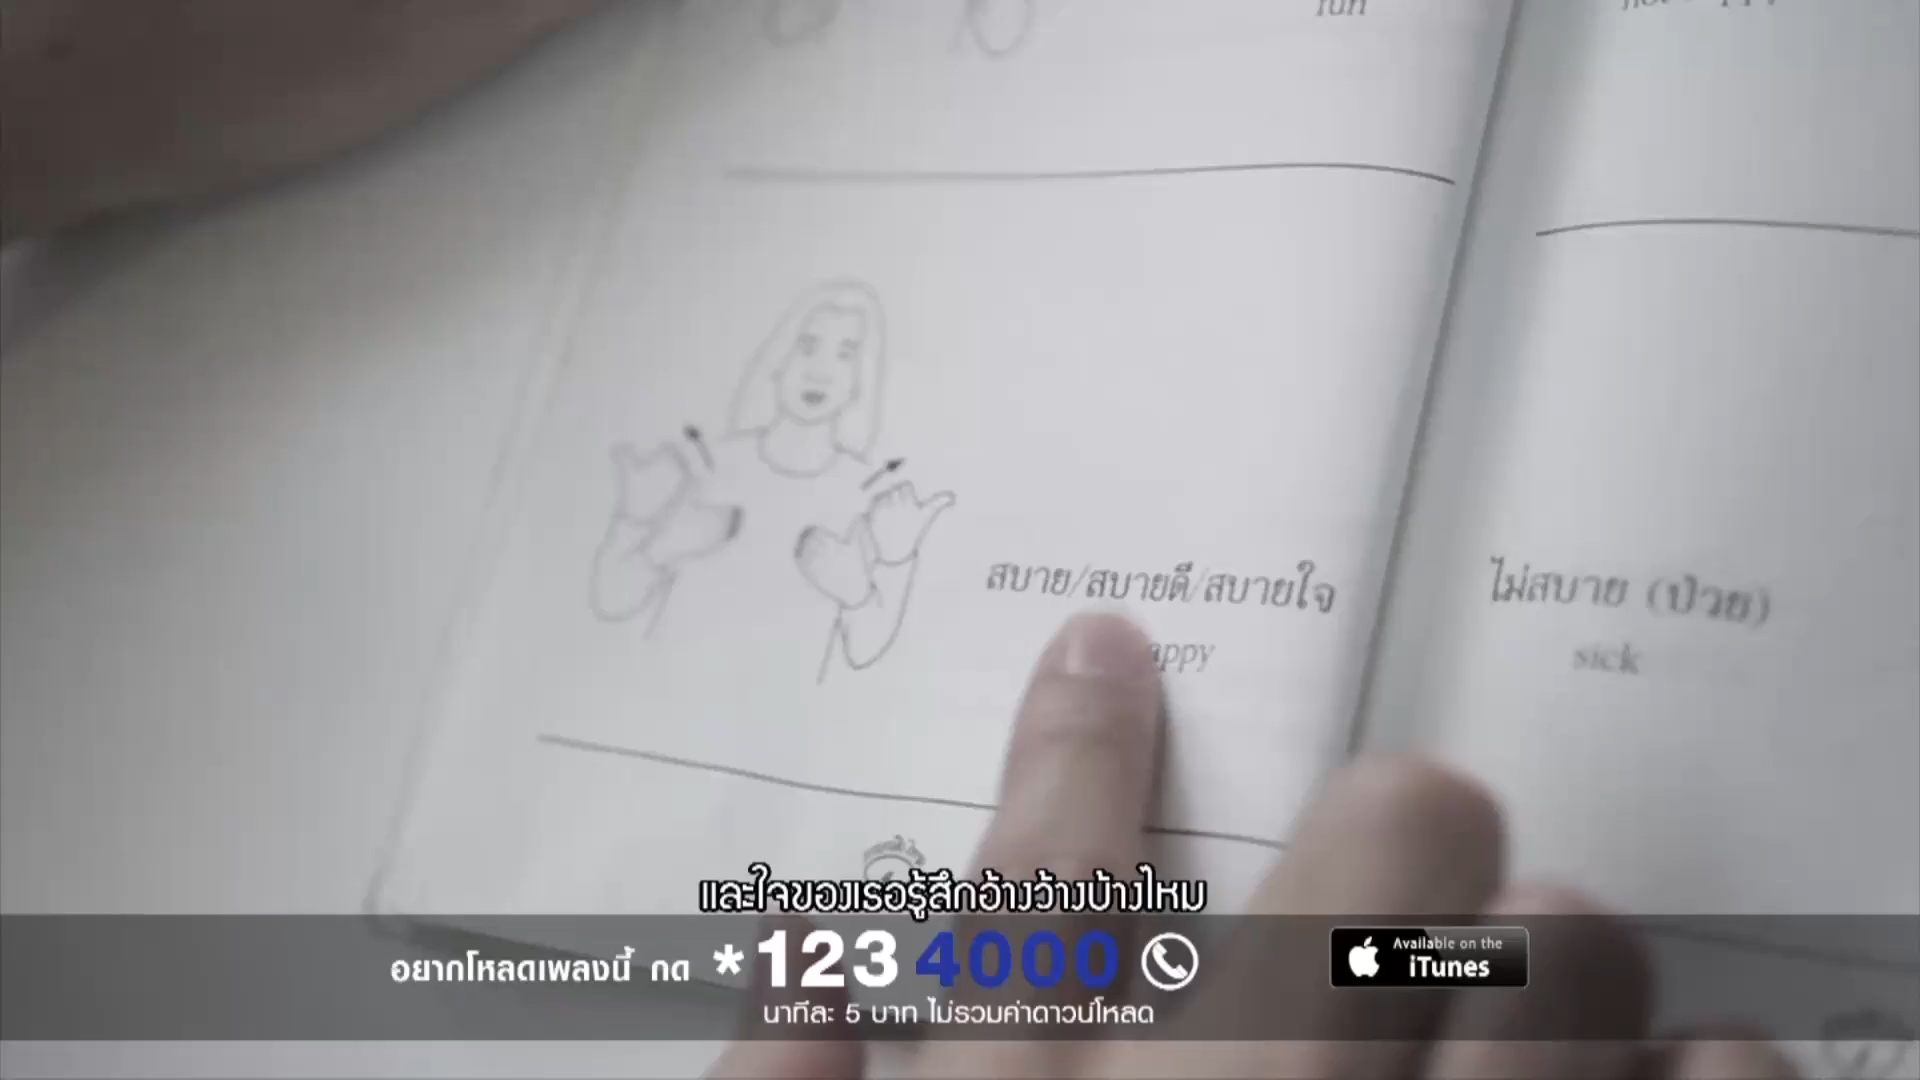 fun
สบาย/สบายดี/สบายใจ
appy
ไม่สบาย (ป่วย)
sick
และใจของเธอรู้สึกอ้างว้างบ้างไหม
อยากโหลดเพลงนี้ กด *123 4000
นาทีละ 5 บาท ไม่รวมค่าดาวน์โหลด
Available on the
iTunes